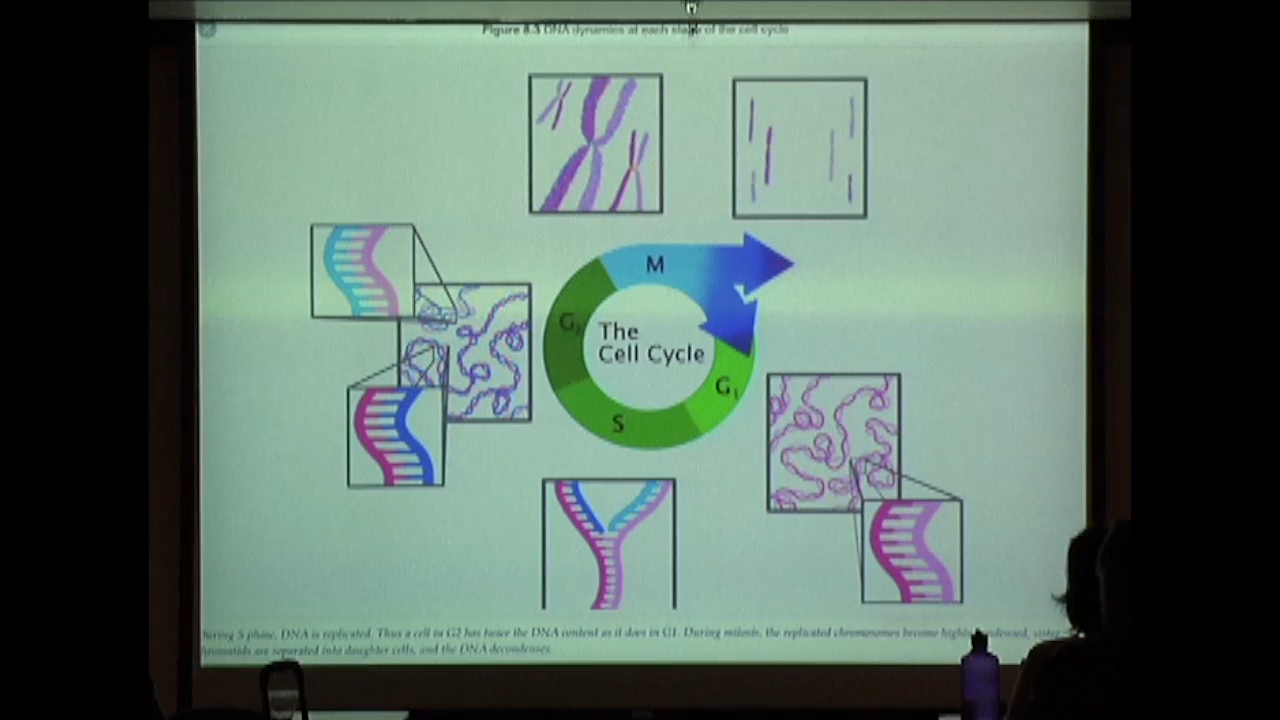 Figure 8.3 DNA dynamics at each stage of the cell cycle
M
G₂
The
Cell Cycle
G₁
S
During S phase, DNA is replicated. Thus a cell in G2 has twice the DNA content as it does in G1. During mitosis, the replicated chromosomes become highly condensed, sister
chromatids are separated into daughter cells, and the DNA decondenses.